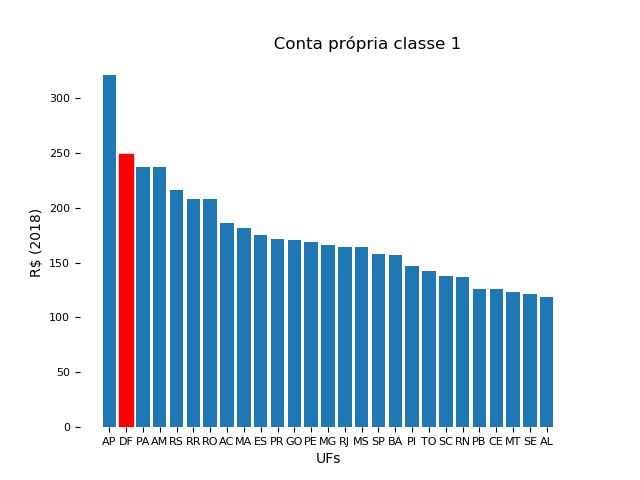 Conta própria classe 1
R$ (2018)
300
250
200
150
100
50
0
AP DF PA AM RS RR RO AC MA ES PR GO PE MG RJ MS SP BA PI TO SC RN PB CE MT SE AL
UFs